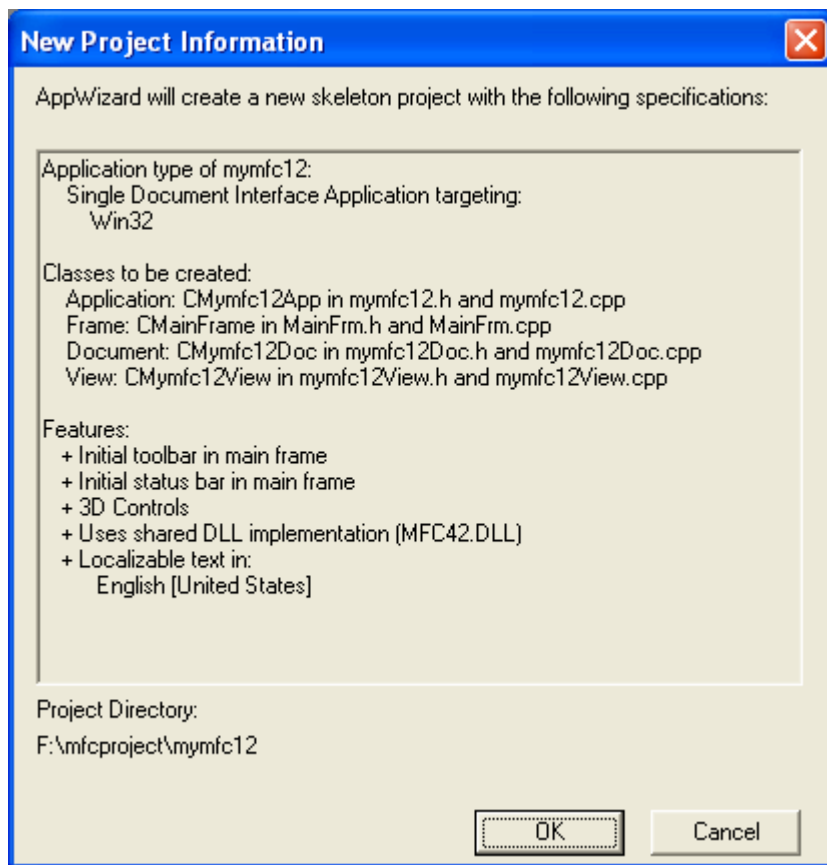 New Project Information
AppWizard will create a new skeleton project with the following specifications:
Application type of mymfc12:
Single Document Interface Application targeting:
Win32
Classes to be created:
Application: CMymfc12App in mymfc12.h and mymfc12.cpp
Frame: CMainFrame in MainFrm.h and MainFrm.cpp
Document: CMymfc12Doc in mymfc12Doc.h and mymfc12Doc.cpp
View: CMymfc12View in mymfc12View.h and mymfc12View.cpp
Features:
+ Initial toolbar in main frame
+ Initial status bar in main frame
+ 3D Controls
+ Uses shared DLL implementation (MFC42.DLL)
+ Localizable text in:
English [United States]
Project Directory:
F:\mfcproject\mymfc12
OK Cancel